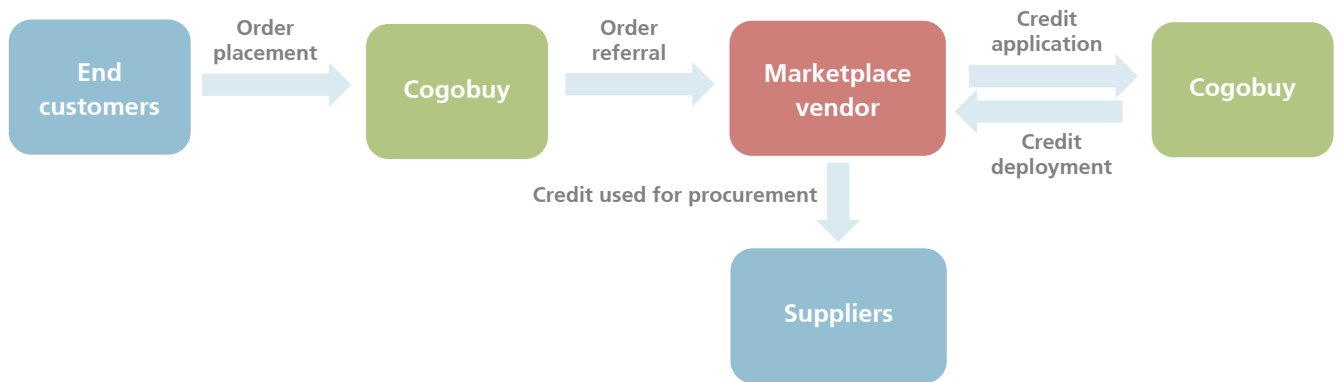 End
customers
Order
placement
Cogobuy
Order
referral
Marketplace
vendor
Credit
application
Credit
deployment
Cogobuy
Credit used for procurement
Suppliers